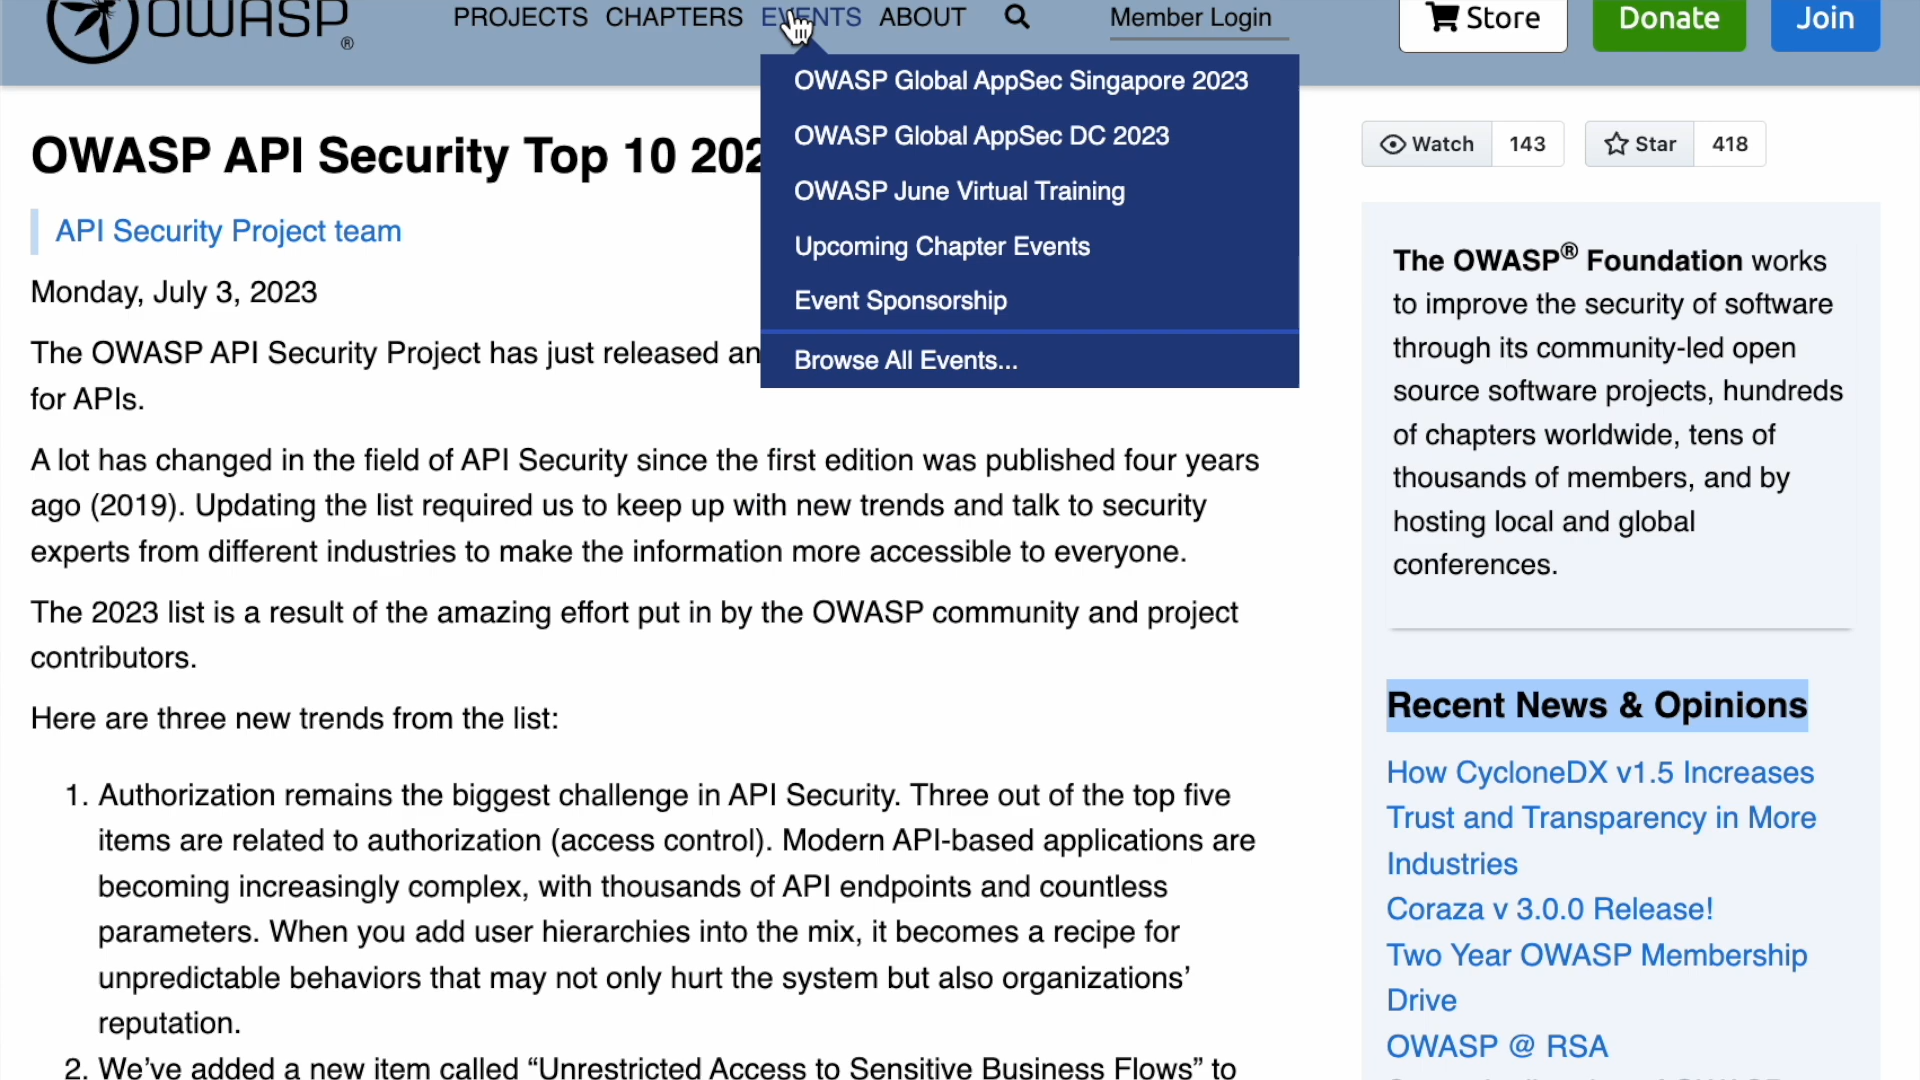 OWASP®
PROJECTS CHAPTERS EVENTS ABOUT
Member Login
Store
Donate
Join
OWASP Global AppSec Singapore 2023
OWASP Global AppSec DC 2023
OWASP June Virtual Training
Upcoming Chapter Events
Event Sponsorship
Browse All Events...
OWASP API Security Top 10
API Security Project team
Monday, July 3, 2023
The OWASP API Security Project has just released an
for APIs.
A lot has changed in the field of API Security since the first edition was published four years
ago (2019). Updating the list required us to keep up with new trends and talk to security
experts from different industries to make the information more accessible to everyone.
The 2023 list is a result of the amazing effort put in by the OWASP community and project
contributors.
Here are three new trends from the list:
1. Authorization remains the biggest challenge in API Security. Three out of the top five
items are related to authorization (access control). Modern API-based applications are
becoming increasingly complex, with thousands of API endpoints and countless
parameters. When you add user hierarchies into the mix, it becomes a recipe for
unpredictable behaviors that may not only hurt the system but also organizations’
reputation.
2. We’ve added a new item called “Unrestricted Access to Sensitive Business Flows” to
Watch 143
Star 418
The OWASP® Foundation works
to improve the security of software
through its community-led open
source software projects, hundreds
of chapters worldwide, tens of
thousands of members, and by
hosting local and global
conferences.
Recent News & Opinions
How CycloneDX v1.5 Increases
Trust and Transparency in More
Industries
Coraza v 3.0.0 Release!
Two Year OWASP Membership
Drive
OWASP @ RSA